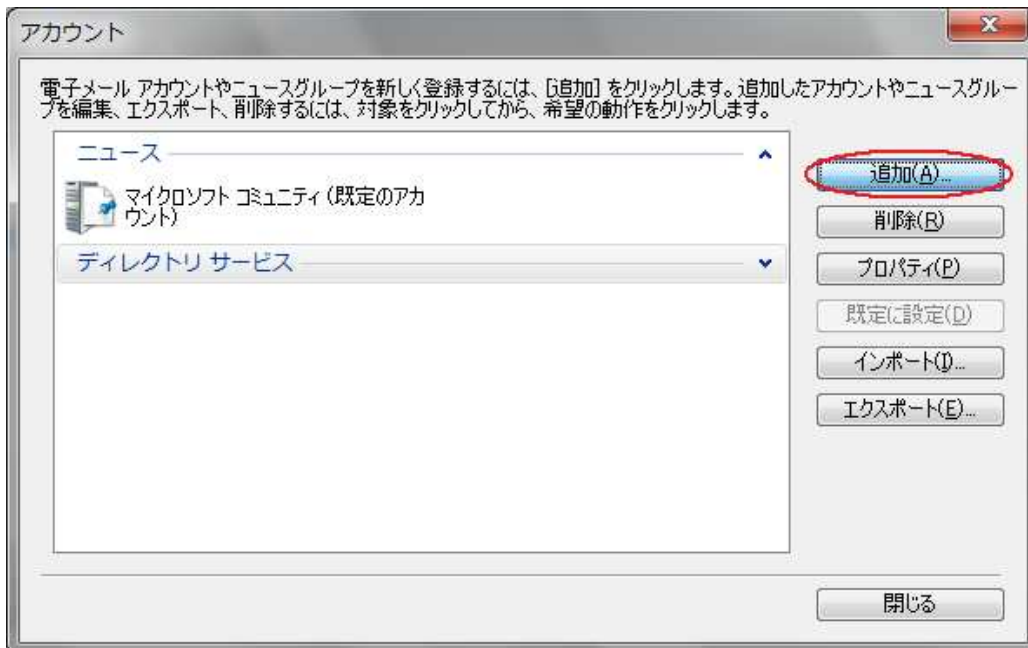 アカウント
電子メール アカウントやニュースグループを新しく登録するには、[追加] をクリックします。追加したアカウントやニュースグルー
プを編集、エクスポート、削除するには、対象をクリックしてから、希望の動作をクリックします。
ニュース
マイクロソフト コミュニティ (既定のアカ
ウント)
ディレクトリ サービス
追加(A)...
削除(R)
プロパティ(P)
既定に設定(D)
インポート(I)...
エクスポート(E)...
閉じる